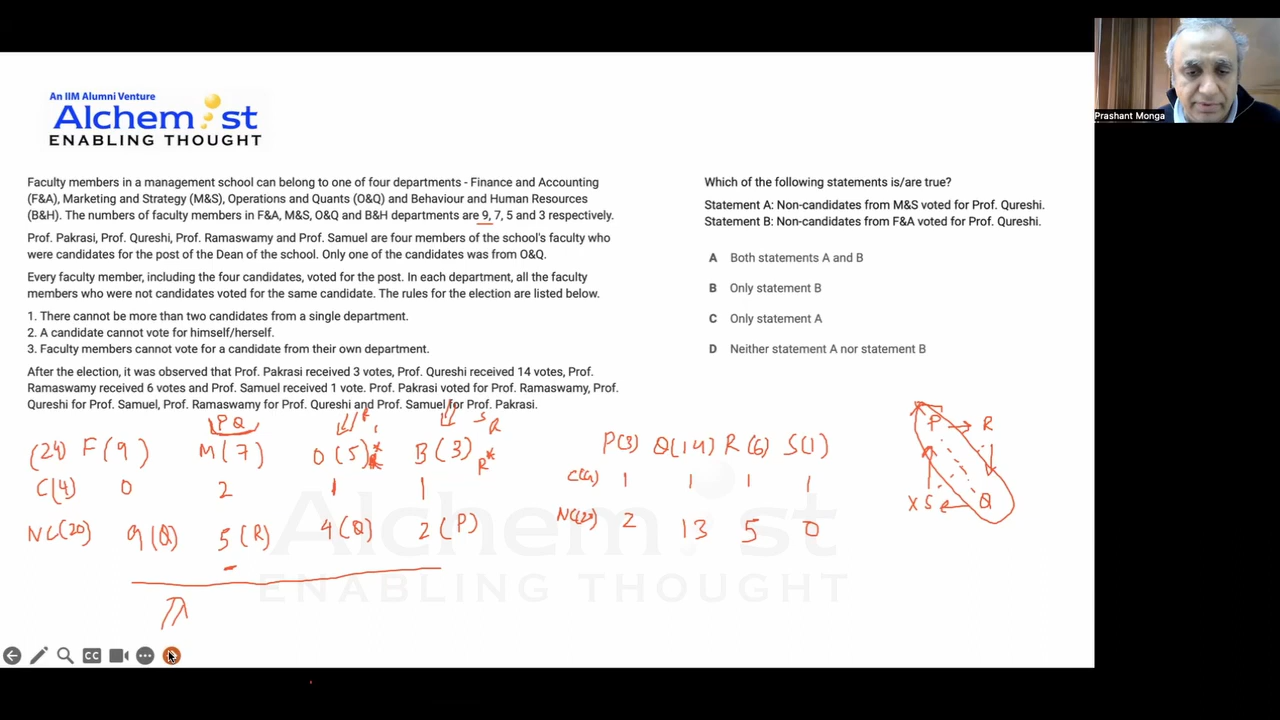 Prashant Monga
An IIM Alumni Venture
Alchemist
ENABLING THOUGHT
Faculty members in a management school can belong to one of four departments - Finance and Accounting
(F&A), Marketing and Strategy (M&S), Operations and Quants (O&Q) and Behaviour and Human Resources
(B&H). The numbers of faculty members in F&A, M&S, O&Q and B&H departments are 9, 7, 5 and 3 respectively.
Prof. Pakrasi, Prof. Qureshi, Prof. Ramaswamy and Prof. Samuel are four members of the school's faculty who
were candidates for the post of the Dean of the school. Only one of the candidates was from O&Q.
Every faculty member, including the four candidates, voted for the post. In each department, all the faculty
members who were not candidates voted for the same candidate. The rules for the election are listed below.
1. There cannot be more than two candidates from a single department.
2. A candidate cannot vote for himself/herself.
3. Faculty members cannot vote for a candidate from their own department.
After the election, it was observed that Prof. Pakrasi received 3 votes, Prof. Qureshi received 14 votes, Prof.
Ramaswamy received 6 votes and Prof. Samuel received 1 vote. Prof. Pakrasi voted for Prof. Ramaswamy, Prof.
Qureshi for Prof. Samuel, Prof. Ramaswamy for Prof. Qureshi and Prof. Samuel for Prof. Pakrasi.
Which of the following statements is/are true?
Statement A: Non-candidates from M&S voted for Prof. Qureshi.
Statement B: Non-candidates from F&A voted for Prof. Qureshi.
A Both statements A and B
B Only statement B
C Only statement A
D Neither statement A nor statement B
PQ
S
R
(24) F(9) M(7) O(5) B(3) R*
C(4) 0 2 1 1
NC(20) 9(Q) 5(R) 4(Q) 2(P)
P(3) Q(14) R(6) S(1)
C(4) 1 1 1 1
NC(20) 2 13 5 0
P R
X S Q
Alchemist
ENABLING THOUGHT
CC